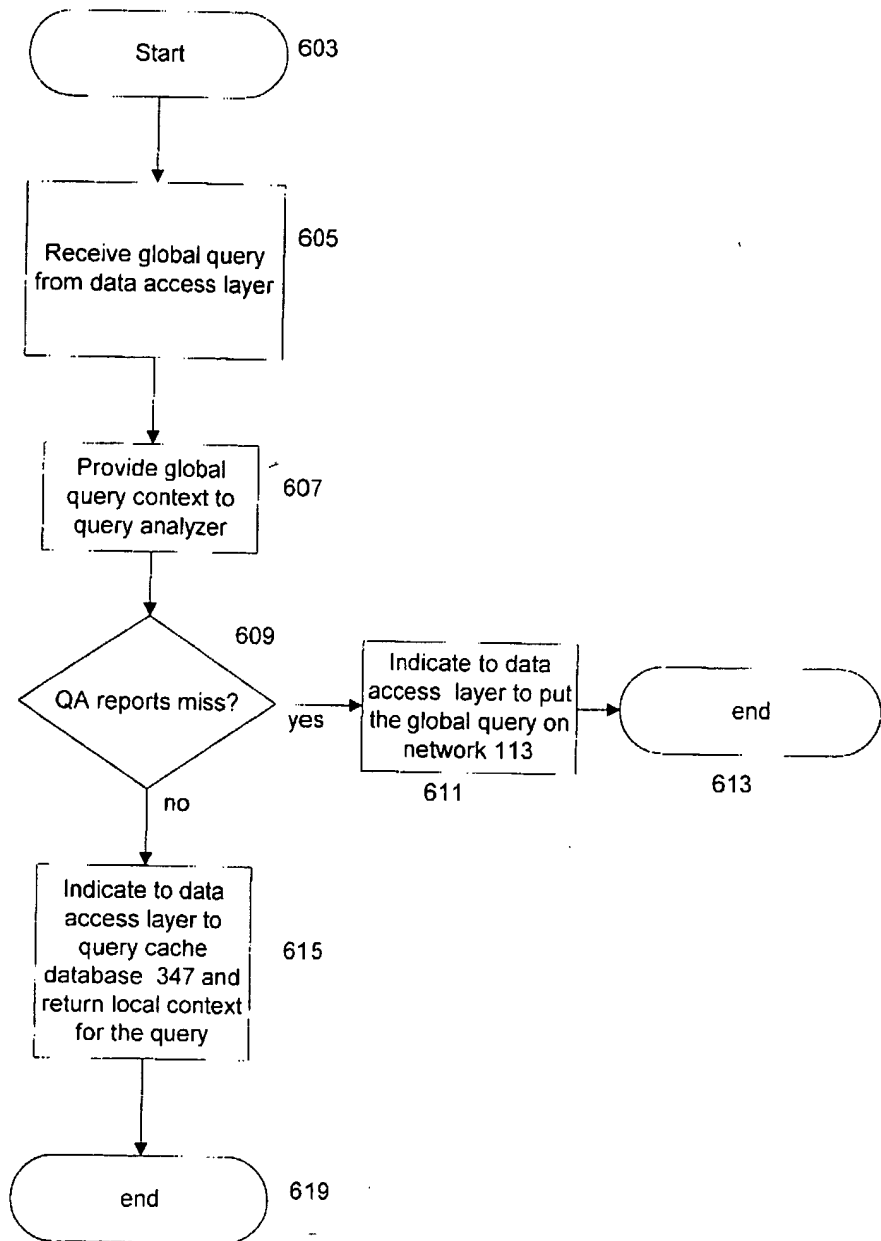 Start
603
Receive global query
from data access layer
605
Provide global
query context to
query analyzer
607
609
QA reports miss?
yes
no
Indicate to data
access layer to put
the global query on
network 113
611
end
613
Indicate to data
access layer to
query cache
database 347 and
return local context
for the query
615
end
619